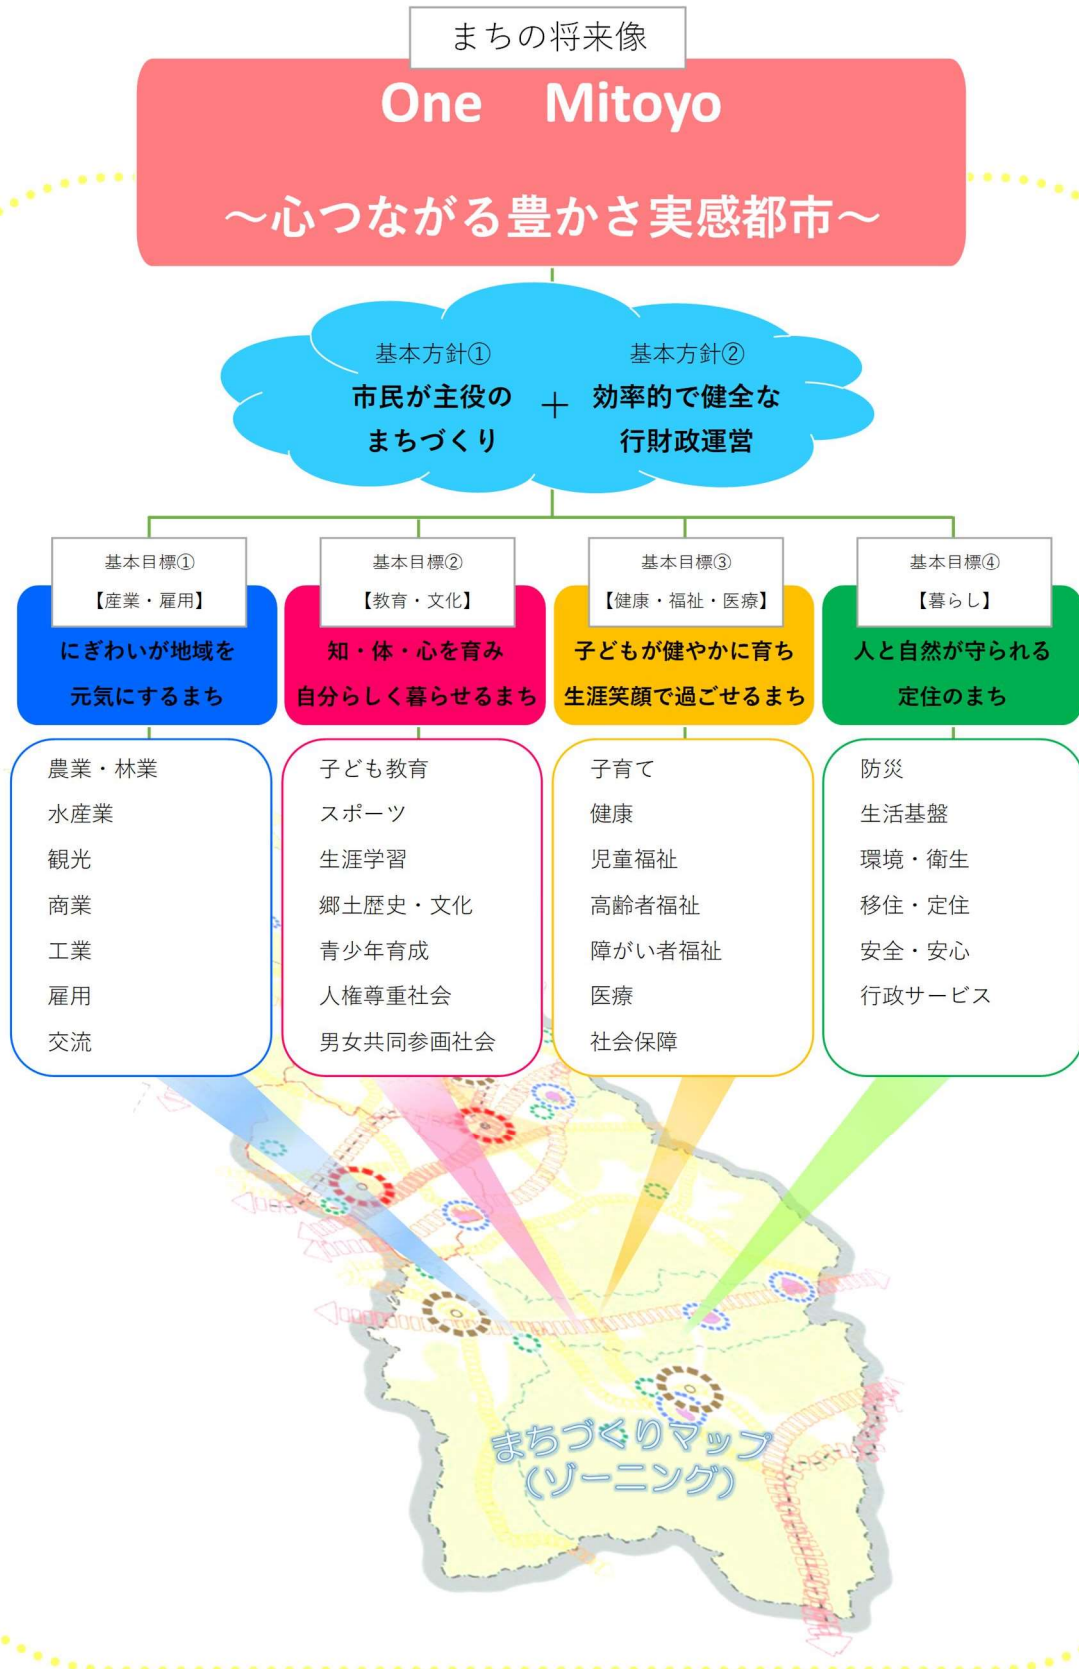 まちの将来像
One Mitoyo
～心つながる豊かさ実感都市～
基本方針①
市民が主役の
まちづくり
＋
基本方針②
効率的で健全な
行財政運営
基本目標①
【産業・雇用】
にぎわいが地域を
元気にするまち
農業・林業
水産業
観光
商業
工業
雇用
交流
基本目標②
【教育・文化】
知・体・心を育み
自分らしく暮らせるまち
子ども教育
スポーツ
生涯学習
郷土歴史・文化
青少年育成
人権尊重社会
男女共同参画社会
基本目標③
【健康・福祉・医療】
子どもが健やかに育ち
生涯笑顔で過ごせるまち
子育て
健康
児童福祉
高齢者福祉
障がい者福祉
医療
社会保障
基本目標④
【暮らし】
人と自然が守られる
定住のまち
防災
生活基盤
環境・衛生
移住・定住
安全・安心
行政サービス
まちづくりマップ
（ゾーニング）